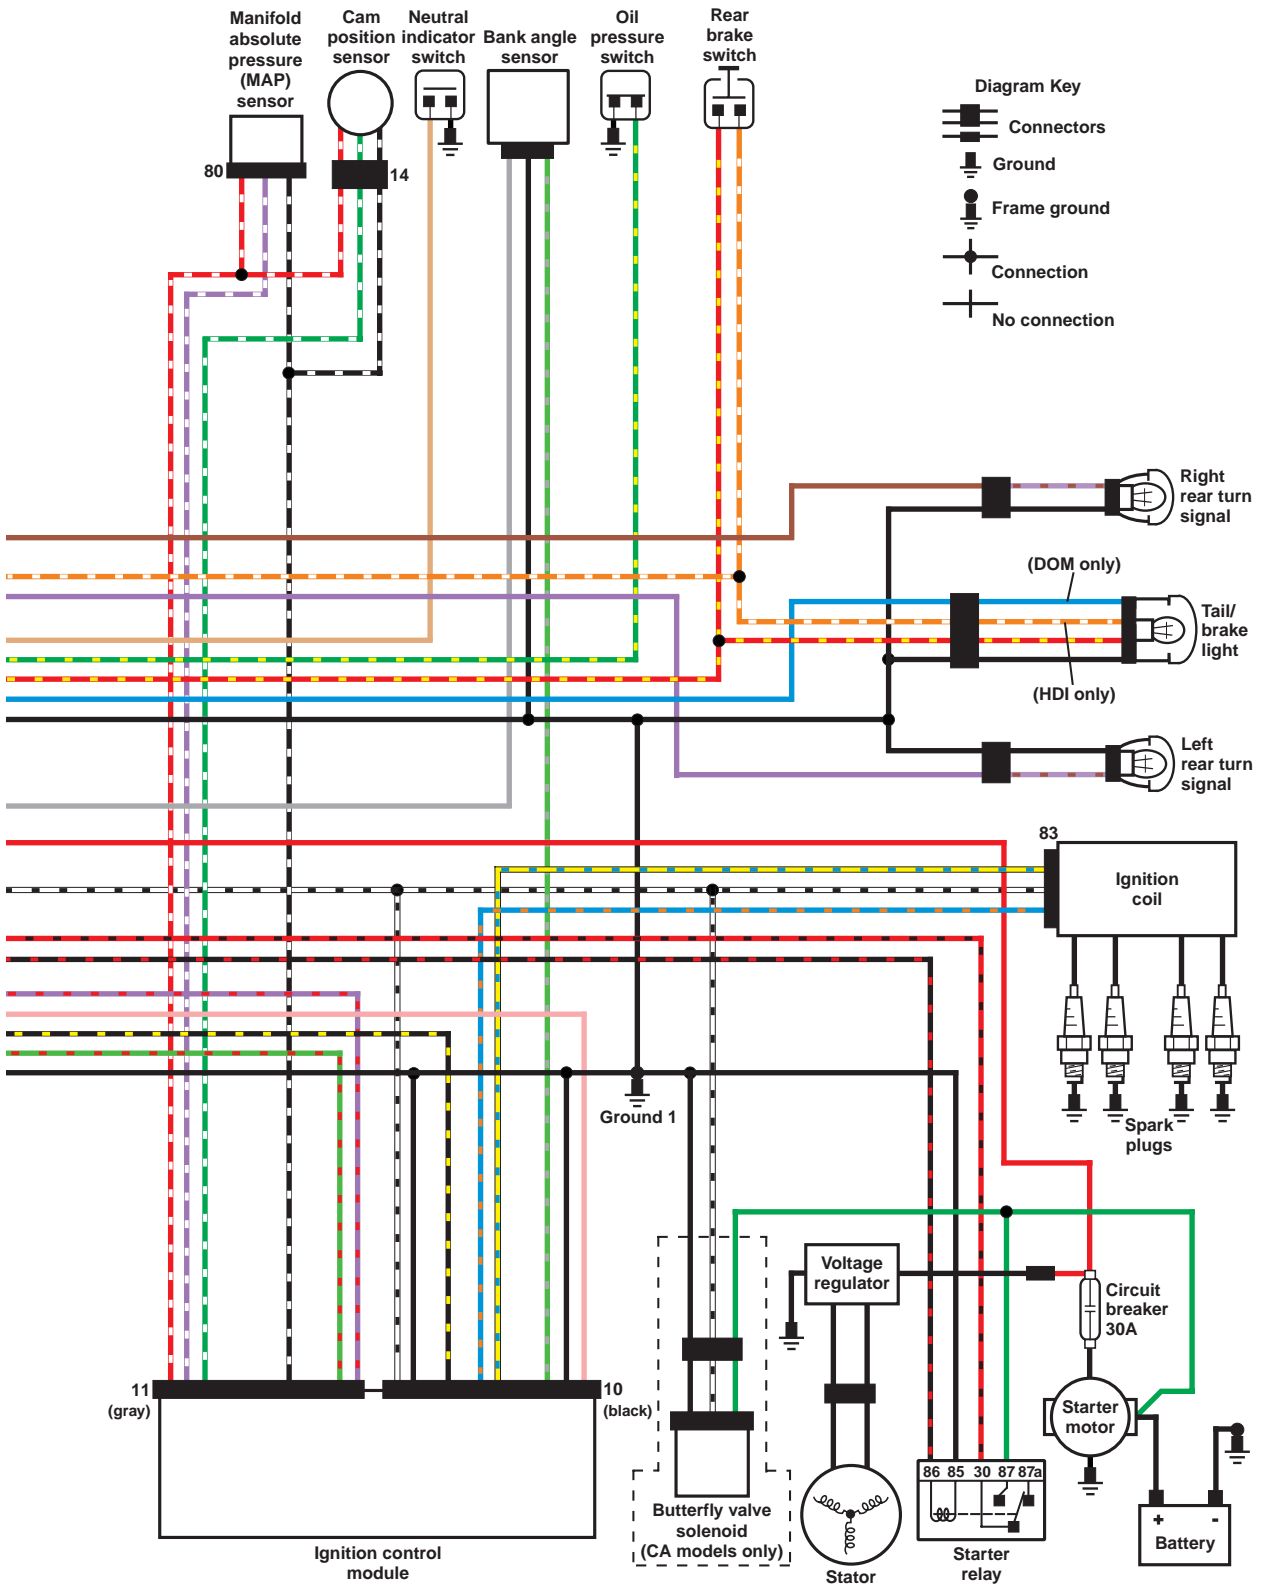 Manifold
absolute
pressure
(MAP)
sensor
Cam
position
sensor
Neutral
indicator
switch
Bank angle
sensor
Oil
pressure
switch
Rear
brake
switch
Diagram Key
Connectors
Ground
Frame ground
Connection
No connection
80
14
Right
rear turn
signal
(DOM only)
Tail/
brake
light
(HDI only)
Left
rear turn
signal
83
Ignition
coil
Spark
plugs
Ground 1
Voltage
regulator
Circuit
breaker
30A
11
(gray)
10
(black)
Starter
motor
86 85 30 87 87a
+ -
Battery
Butterfly valve
solenoid
(CA models only)
Ignition control
module
Stator
Starter
relay